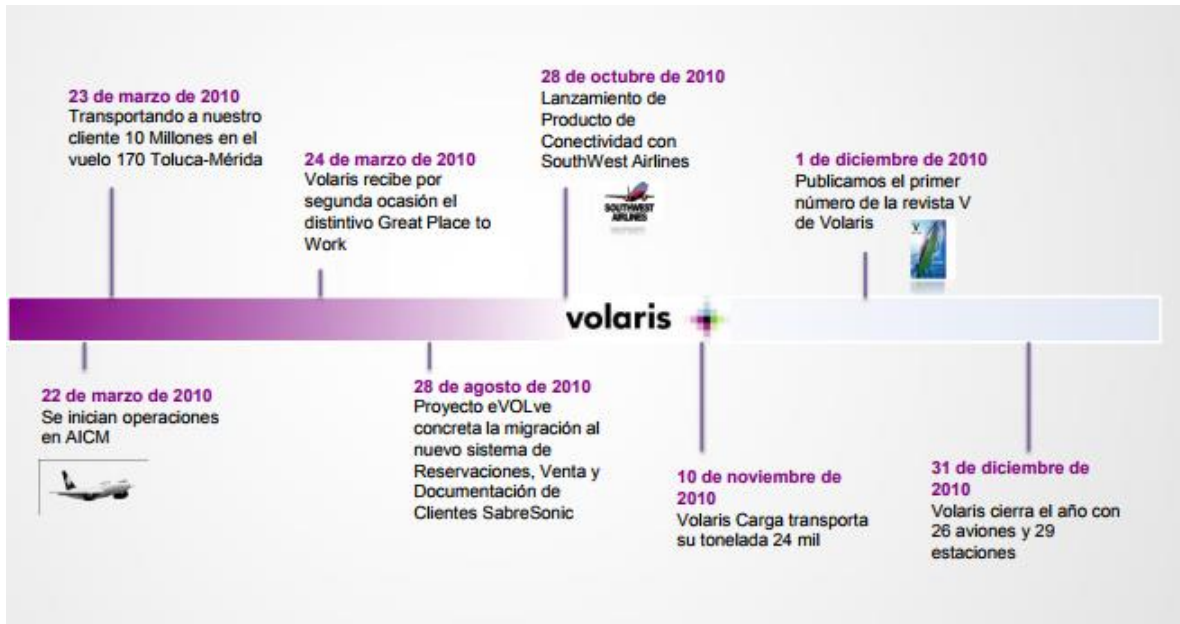 23 de marzo de 2010
Transportando a nuestro
cliente 10 Millones en el
vuelo 170 Toluca-Mérida
24 de marzo de 2010
Volaris recibe por
segunda ocasión el
distintivo Great Place to
Work
28 de octubre de 2010
Lanzamiento de
Producto de
Conectividad con
SouthWest Airlines
SOUTHWEST
AIRLINES
1 de diciembre de 2010
Publicamos el primer
número de la revista V
de Volaris
V
volaris
22 de marzo de 2010
Se inician operaciones
en AICM
28 de agosto de 2010
Proyecto eVOLve
concreta la migración al
nuevo sistema de
Reservaciones, Venta y
Documentación de
Clientes SabreSonic
10 de noviembre de
2010
Volaris Carga transporta
su tonelada 24 mil
31 de diciembre de
2010
Volaris cierra el año con
26 aviones y 29
estaciones